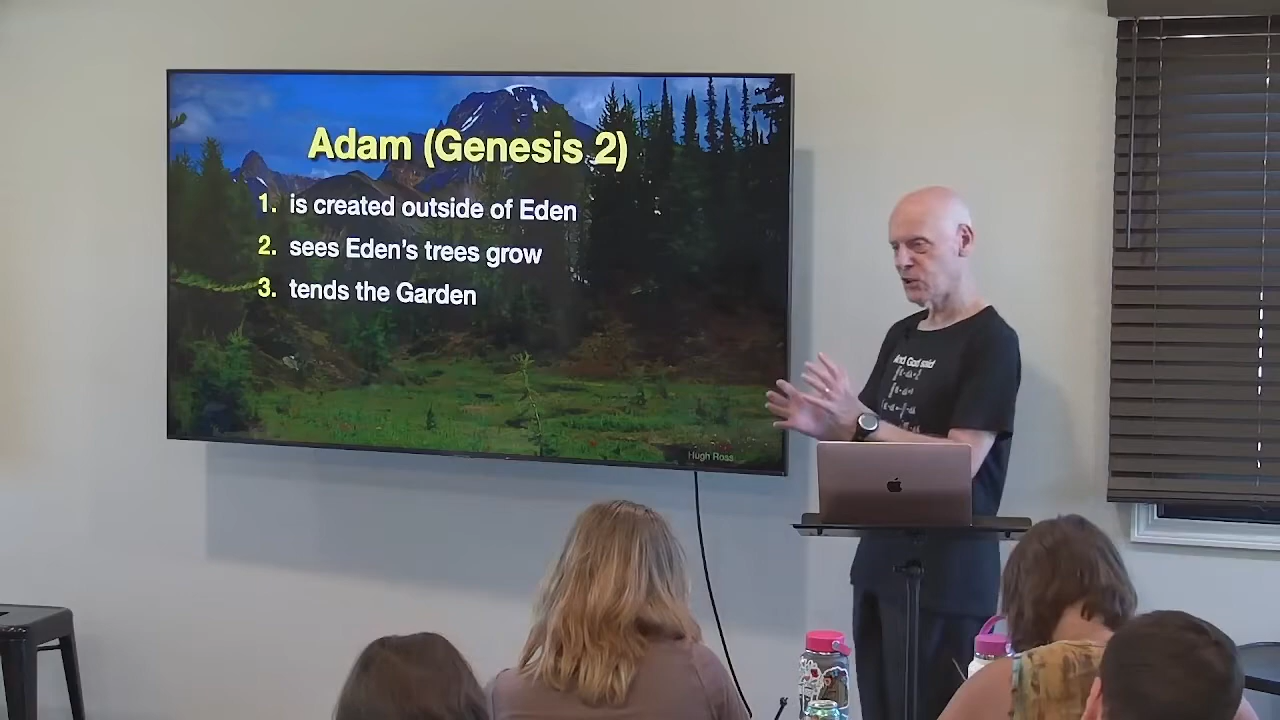 Adam (Genesis 2)
1. is created outside of Eden
2. sees Eden's trees grow
3. tends the Garden
Hugh Ross
And God said